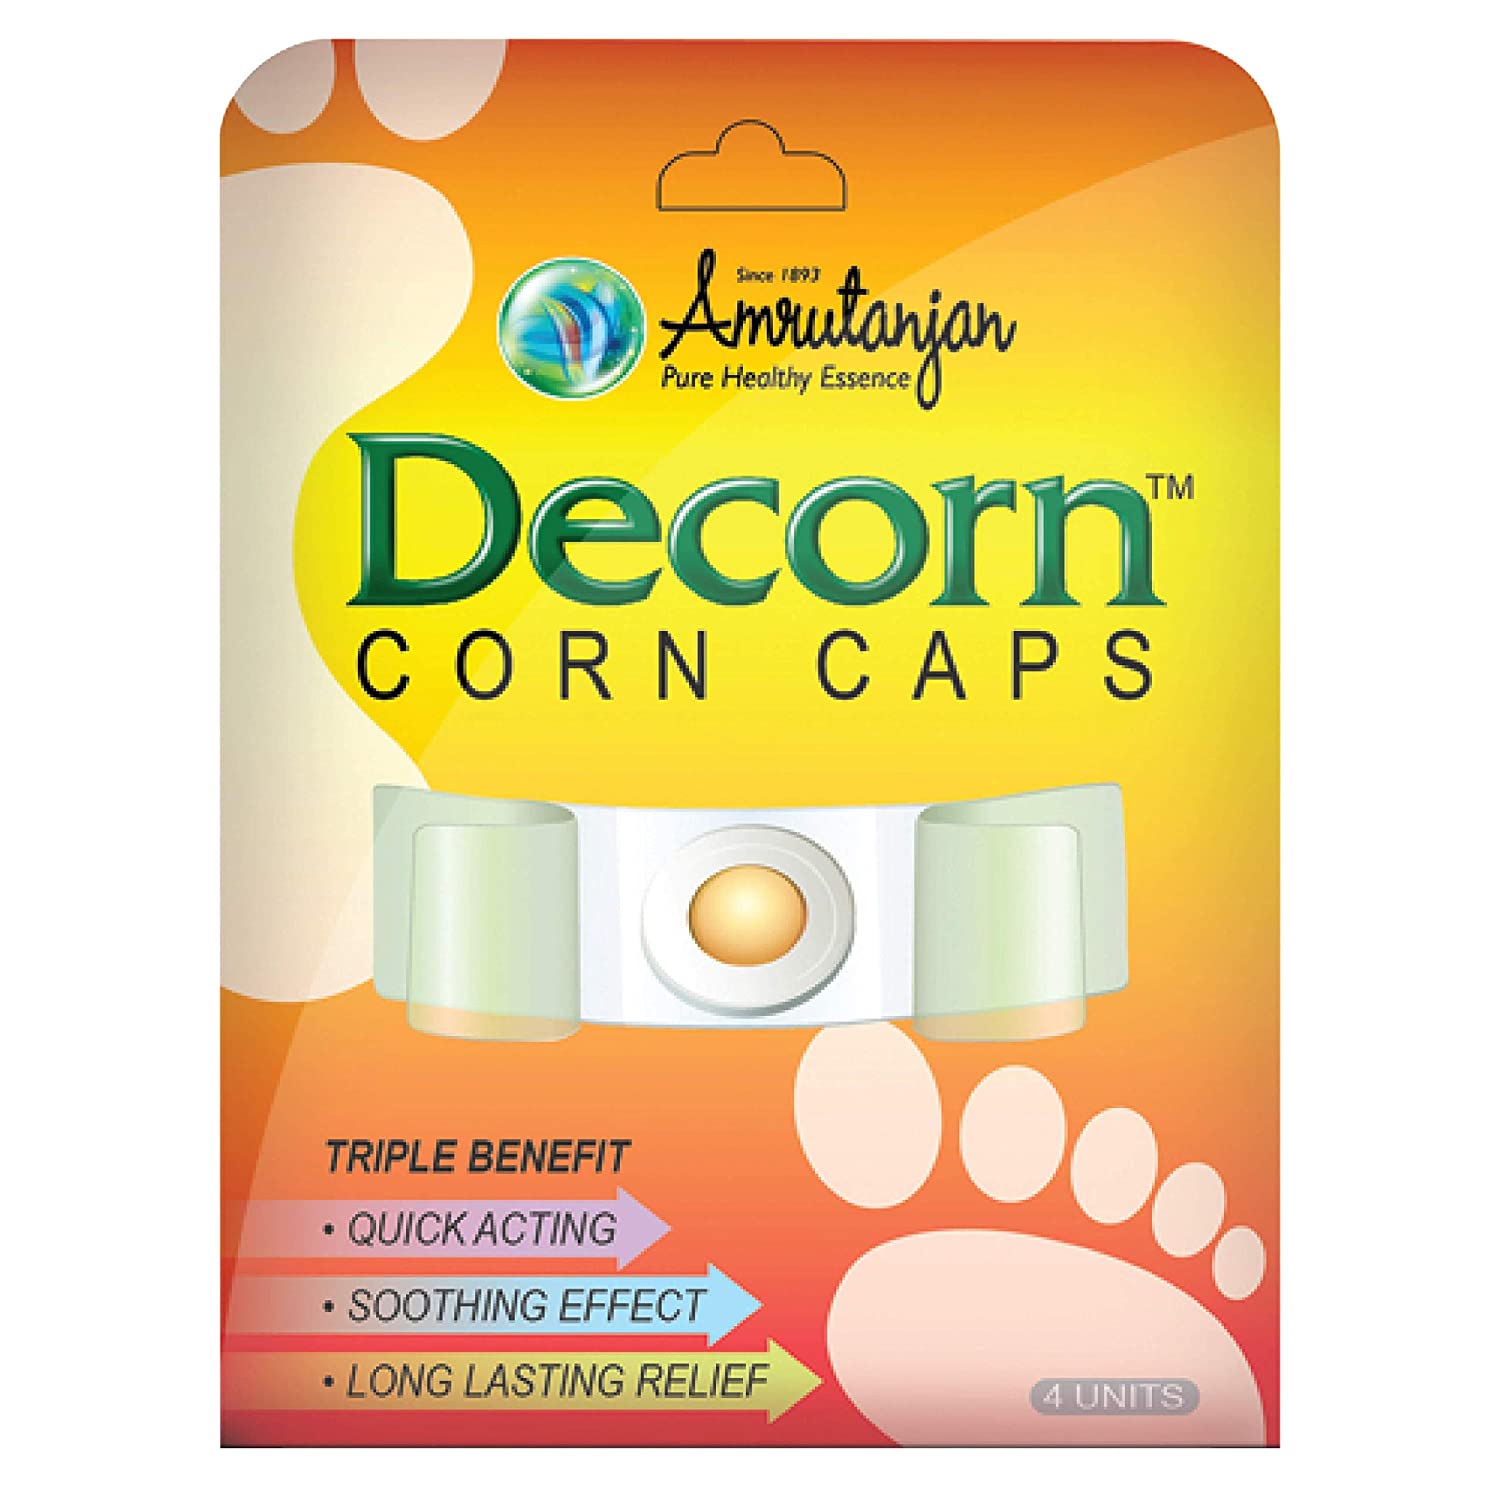 Since 1893
Amrutanjan
Pure Healthy Essence
Decorn™
CORN CAPS
TRIPLE BENEFIT
• QUICK ACTING
• SOOTHING EFFECT
• LONG LASTING RELIEF
4 UNITS